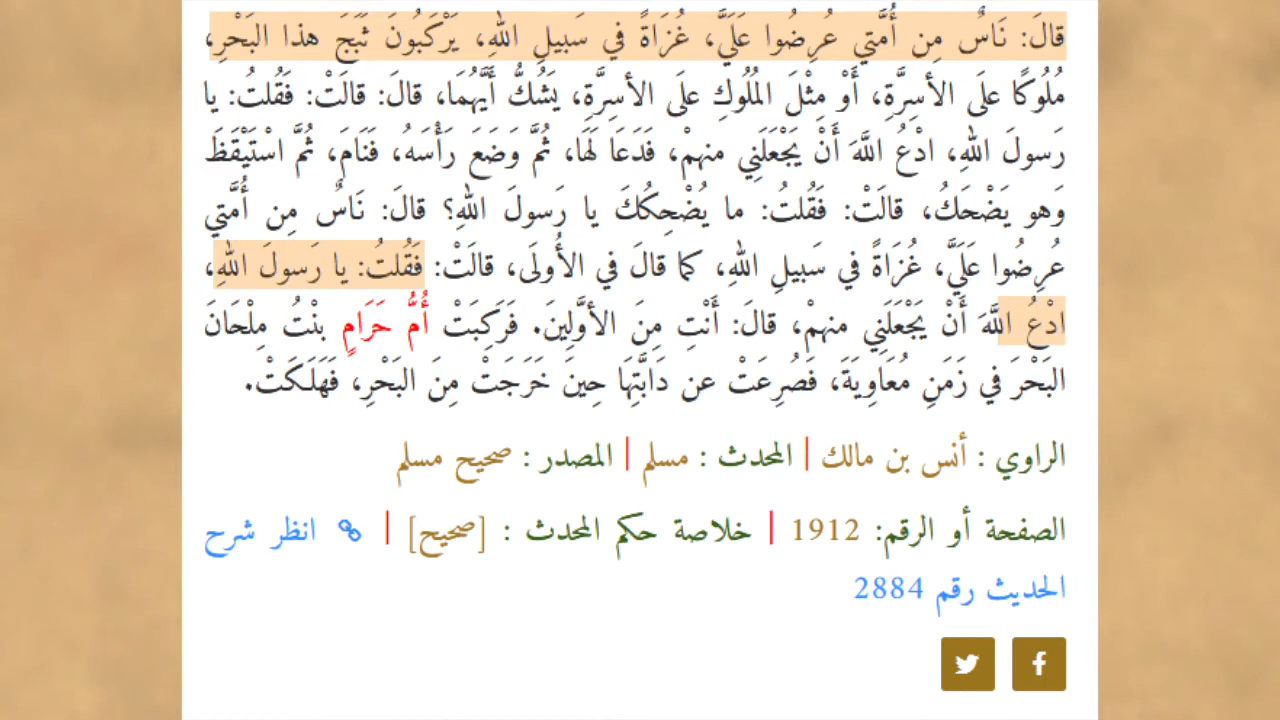 قالَ: نَاسٌ مِن أُمَّتي عُرِضُوا عَلَيَّ، غُزَاةً في سَبيلِ اللهِ، يَرْكَبُونَ ثَبَجَ هذا البَحْرِ،
مُلُوكًا علَى الأسِرَّةِ، أَوْ مِثْلَ المُلُوكِ علَى الأسِرَّةِ، يَشُكُّ أَيَّهُمَا، قالَ: قالَتْ: فَقُلتُ: يا
رَسولَ اللهِ، ادْعُ اللَّهَ أَنْ يَجْعَلَنِي منهمْ، فَدَعَا لَهَا، ثُمَّ وَضَعَ رَأْسَهُ، فَنَامَ، ثُمَّ اسْتَيْقَظَ
وَهو يَضْحَكُ، قالَتْ: فَقُلتُ: ما يُضْحِكُكَ يا رَسولَ اللهِ؟ قالَ: نَاسٌ مِن أُمَّتي
عُرِضُوا عَلَيَّ، غُزَاةً في سَبيلِ اللهِ، كما قالَ في الأُولَى، قالَتْ: فَقُلتُ: يا رَسولَ اللهِ،
ادْعُ اللَّهَ أَنْ يَجْعَلَنِي منهمْ، قالَ: أَنْتِ مِنَ الأوَّلِينَ. فَرَكِبَتْ أُمُّ حَرَامٍ بنْتُ مِلْحَانَ
البَحْرَ في زَمَنِ مُعَاوِيَةَ، فَصُرِعَتْ عن دَابَّتِهَا حِينَ خَرَجَتْ مِنَ البَحْرِ، فَهَلَكَتْ.
الراوي : أنس بن مالك | المحدث : مسلم | المصدر : صحيح مسلم
الصفحة أو الرقم: 1912 | خلاصة حكم المحدث : [صحيح] | انظر شرح
الحديث رقم 2884